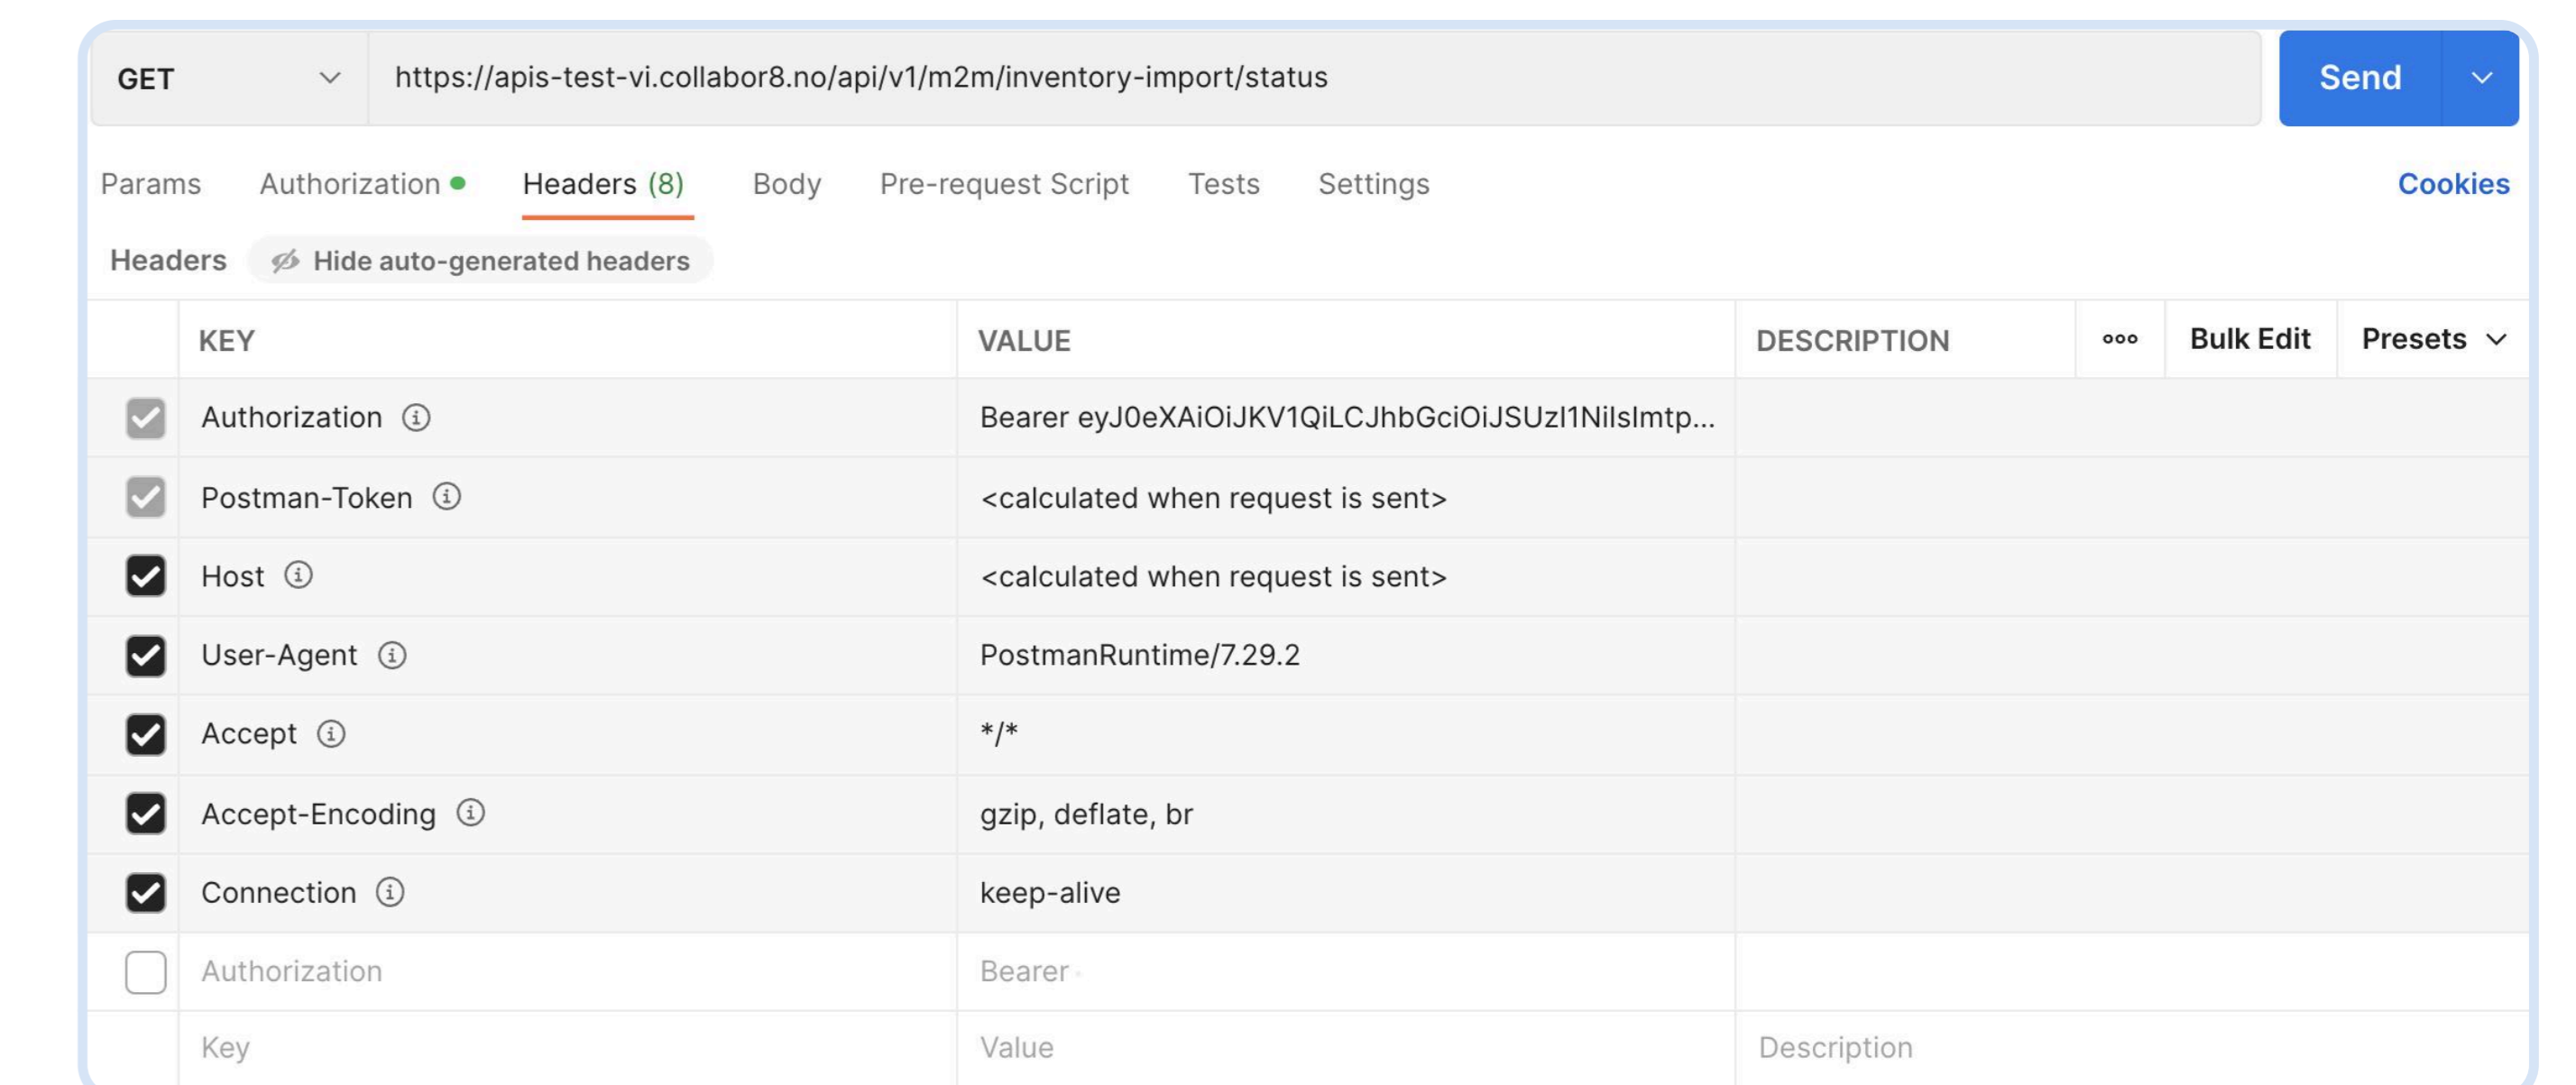 GET https://apis-test-vi.collabor8.no/api/v1/m2m/inventory-import/status Send
Params Authorization Headers (8) Body Pre-request Script Tests Settings Cookies
Headers Hide auto-generated headers
KEY VALUE DESCRIPTION ooo Bulk Edit Presets
Authorization Bearer eyJ0eXAiOiJKV1QiLCJhbGciOiJSUzI1NiIsImtp...
Postman-Token <calculated when request is sent>
Host <calculated when request is sent>
User-Agent PostmanRuntime/7.29.2
Accept */*
Accept-Encoding gzip, deflate, br
Connection keep-alive
Authorization Bearer
Key Value Description